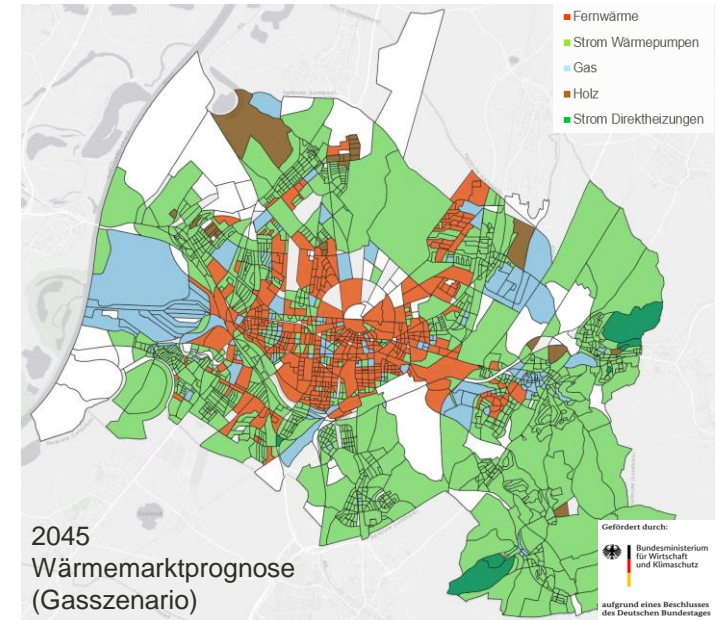 Fernwärme
Strom Wärmepumpen
Gas
Holz
Strom Direktheizungen
2045
Wärmemarktprognose
(Gasszenario)
Gefördert durch:
Bundesministerium
für Wirtschaft
und Klimaschutz
aufgrund eines Beschlusses
des Deutschen Bundestages